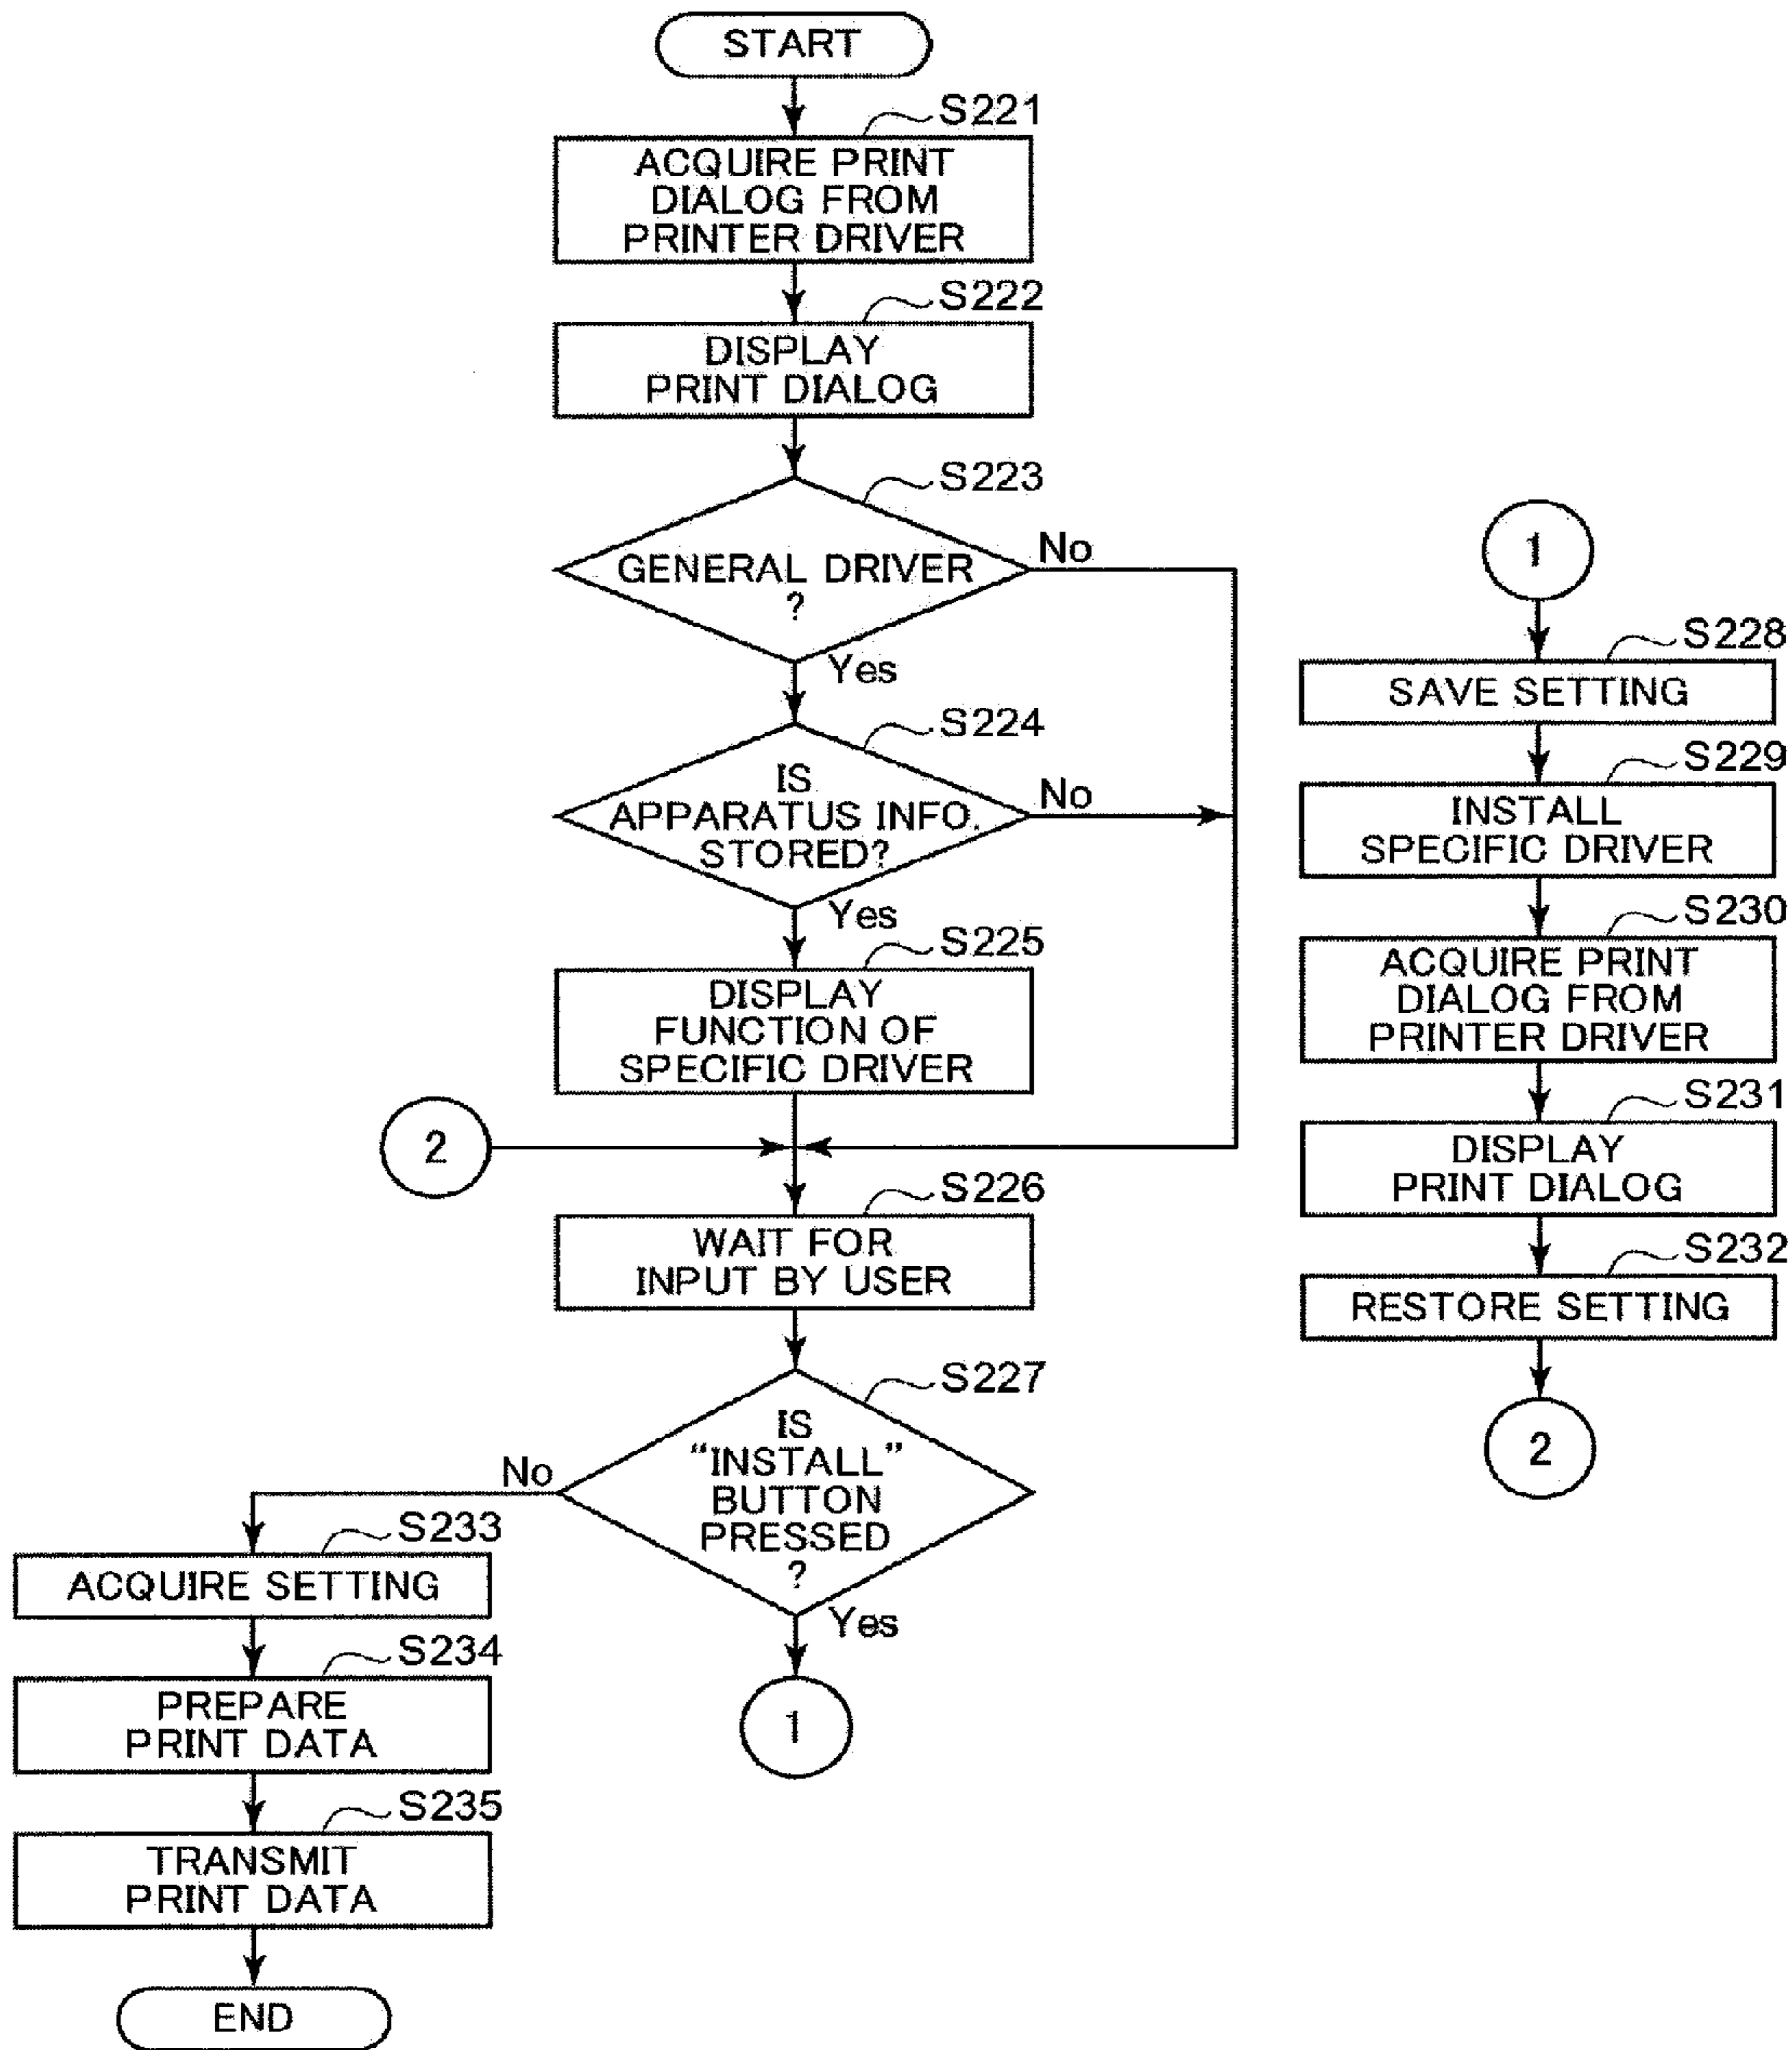 START
S221
ACQUIRE PRINT
DIALOG FROM
PRINTER DRIVER
S222
DISPLAY
PRINT DIALOG
S223
GENERAL DRIVER
?
No
Yes
S224
IS
APPARATUS INFO.
STORED?
No
Yes
S225
DISPLAY
FUNCTION OF
SPECIFIC DRIVER
2
S226
WAIT FOR
INPUT BY USER
S227
IS
“INSTALL”
BUTTON
PRESSED
?
No
Yes
1
S233
ACQUIRE SETTING
S234
PREPARE
PRINT DATA
S235
TRANSMIT
PRINT DATA
END
1
S228
SAVE SETTING
S229
INSTALL
SPECIFIC DRIVER
S230
ACQUIRE PRINT
DIALOG FROM
PRINTER DRIVER
S231
DISPLAY
PRINT DIALOG
S232
RESTORE SETTING
2